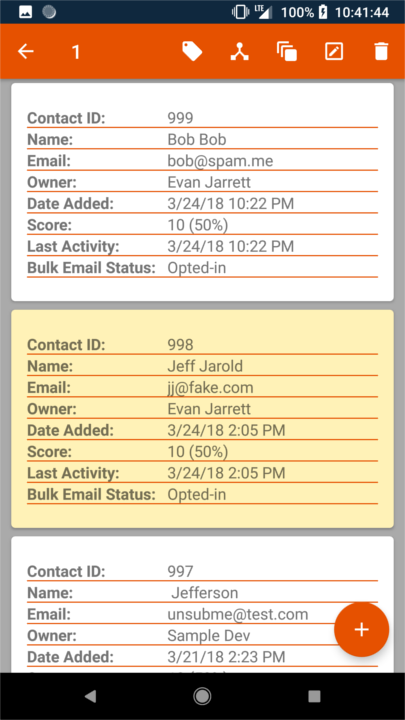 LTE 100% 10:41:44
1
Contact ID: 999
Name: Bob Bob
Email: bob@spam.me
Owner: Evan Jarrett
Date Added: 3/24/18 10:22 PM
Score: 10 (50%)
Last Activity: 3/24/18 10:22 PM
Bulk Email Status: Opted-in
Contact ID: 998
Name: Jeff Jarold
Email: jj@fake.com
Owner: Evan Jarrett
Date Added: 3/24/18 2:05 PM
Score: 10 (50%)
Last Activity: 3/24/18 2:05 PM
Bulk Email Status: Opted-in
Contact ID: 997
Name: Jefferson
Email: unsubme@test.com
Owner: Sample Dev
Date Added: 3/21/18 2:23 PM